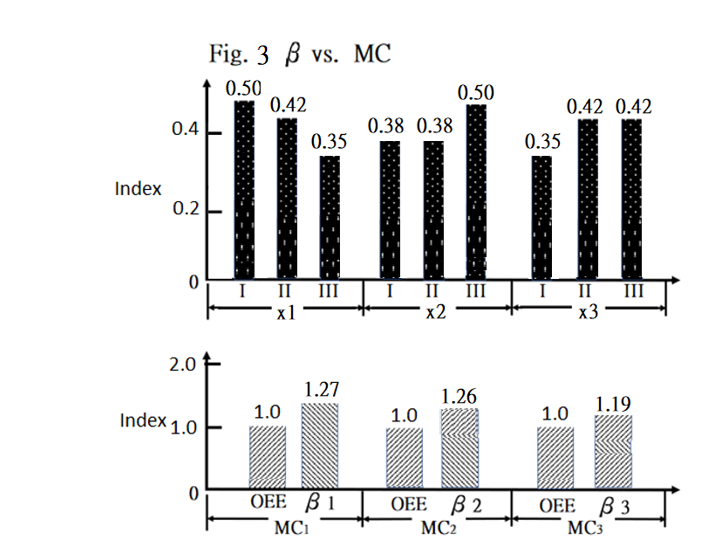 Fig. 3 β vs. MC
0.50 0.42 0.35 0.38 0.38 0.50 0.35 0.42 0.42
0.4
Index
0.2
0
I II III I II III I II III
x1 x2 x3
2.0
1.0 1.27 1.0 1.26 1.0 1.19
Index 1.0
0
OEE β 1 OEE β 2 OEE β 3
MC1 MC2 MC3